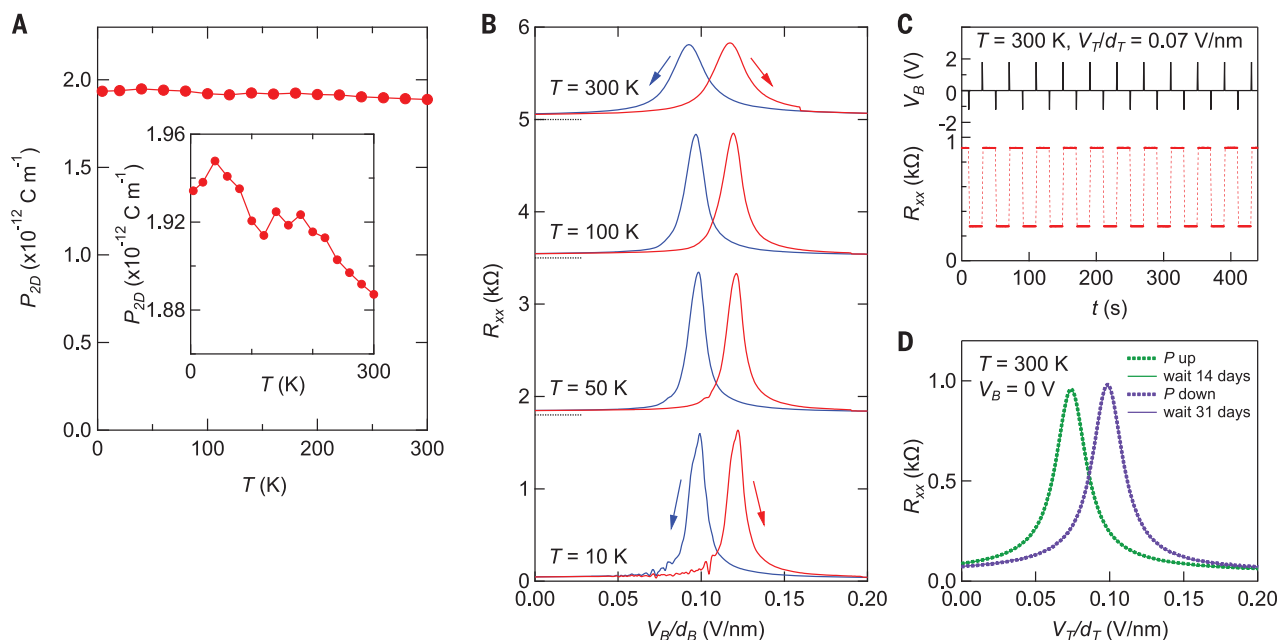 A
2.0
1.5
1.0
0.5
0.0
P2D (x10-12 C m-1)
0
100
200
300
T (K)
1.96
1.92
1.88
P2D (x10-12 C m-1)
0
300
T (K)
B
6
5
4
3
2
1
0
Rxx (kΩ)
T = 300 K
T = 100 K
T = 50 K
T = 10 K
0.00
0.05
0.10
0.15
0.20
VB/dB (V/nm)
C
T = 300 K, VT/dT = 0.07 V/nm
2
0
-2
VB (V)
1
0
Rxx (kΩ)
0
100
200
300
400
t (s)
D
T = 300 K
VB = 0 V
P up
wait 14 days
P down
wait 31 days
1.0
0.5
0.0
Rxx (kΩ)
0.00
0.05
0.10
0.15
0.20
VT/dT (V/nm)